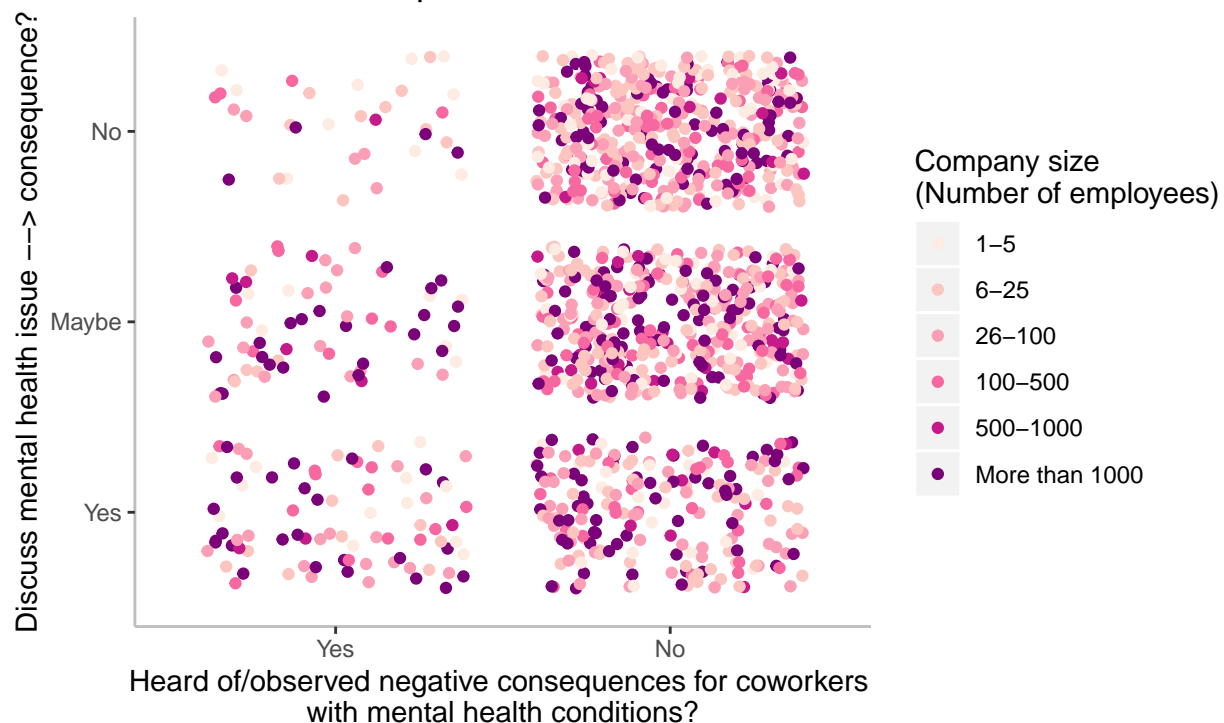 Discuss mental health issue ––> consequence?
No
Maybe
Yes
Yes
No
Heard of/observed negative consequences for coworkers
with mental health conditions?
Company size
(Number of employees)
1–5
6–25
26–100
100–500
500–1000
More than 1000